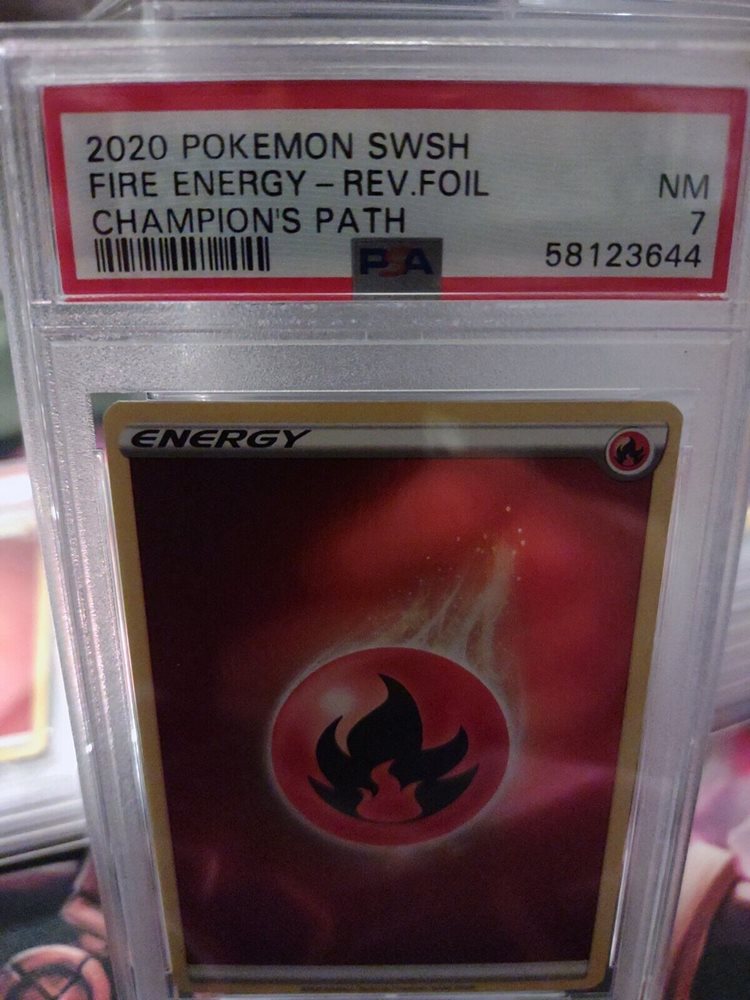 2020 POKEMON SWSH
FIRE ENERGY – REV.FOIL NM
CHAMPION'S PATH 7
PSA 58123644
ENERGY